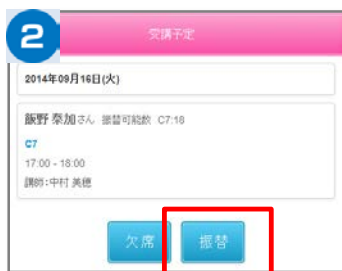 2
受講予定
2014年09月16日(火)
飯野 奈加さん 振替可能数 C7:18
C7
17:00 - 18:00
講師:中村 美穂
欠席 振替